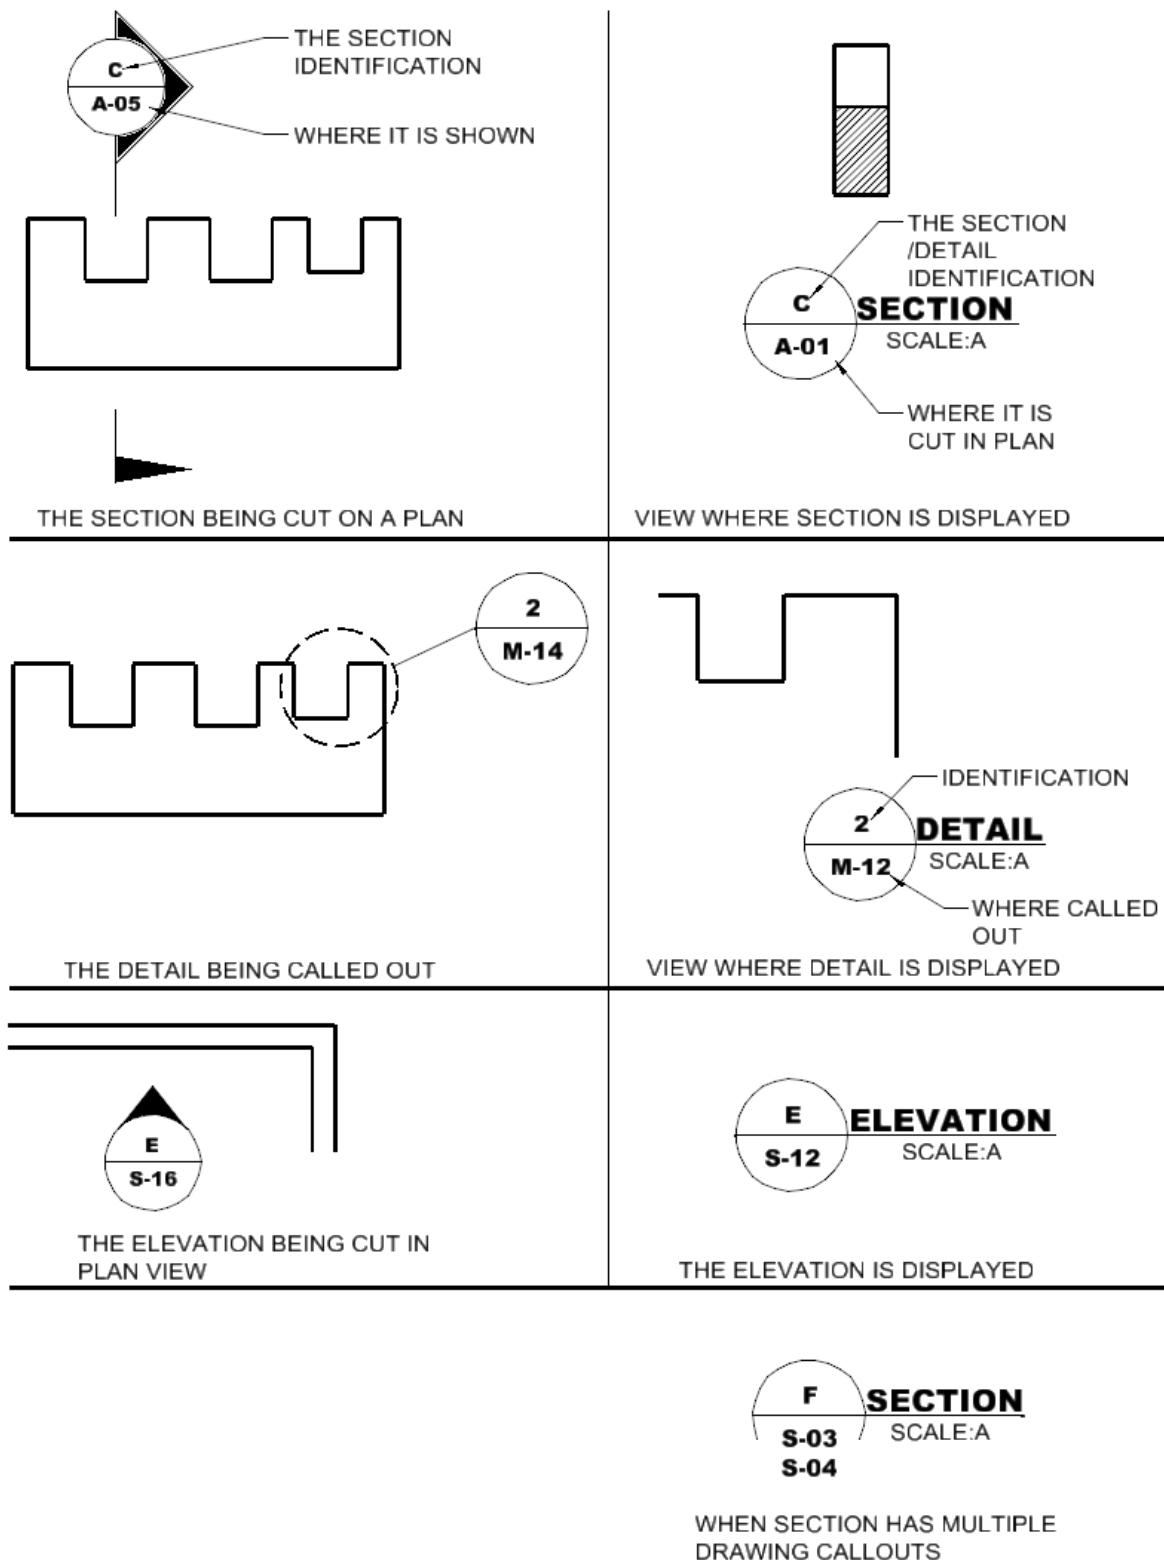 THE SECTION
IDENTIFICATION
C
A-05
WHERE IT IS SHOWN
THE SECTION BEING CUT ON A PLAN
THE SECTION
/DETAIL
IDENTIFICATION
C
SECTION
A-01
SCALE:A
WHERE IT IS
CUT IN PLAN
VIEW WHERE SECTION IS DISPLAYED
2
M-14
THE DETAIL BEING CALLED OUT
IDENTIFICATION
2
DETAIL
M-12
SCALE:A
WHERE CALLED
OUT
VIEW WHERE DETAIL IS DISPLAYED
E
S-16
THE ELEVATION BEING CUT IN
PLAN VIEW
E
ELEVATION
S-12
SCALE:A
THE ELEVATION IS DISPLAYED
F
SECTION
S-03
SCALE:A
S-04
WHEN SECTION HAS MULTIPLE
DRAWING CALLOUTS